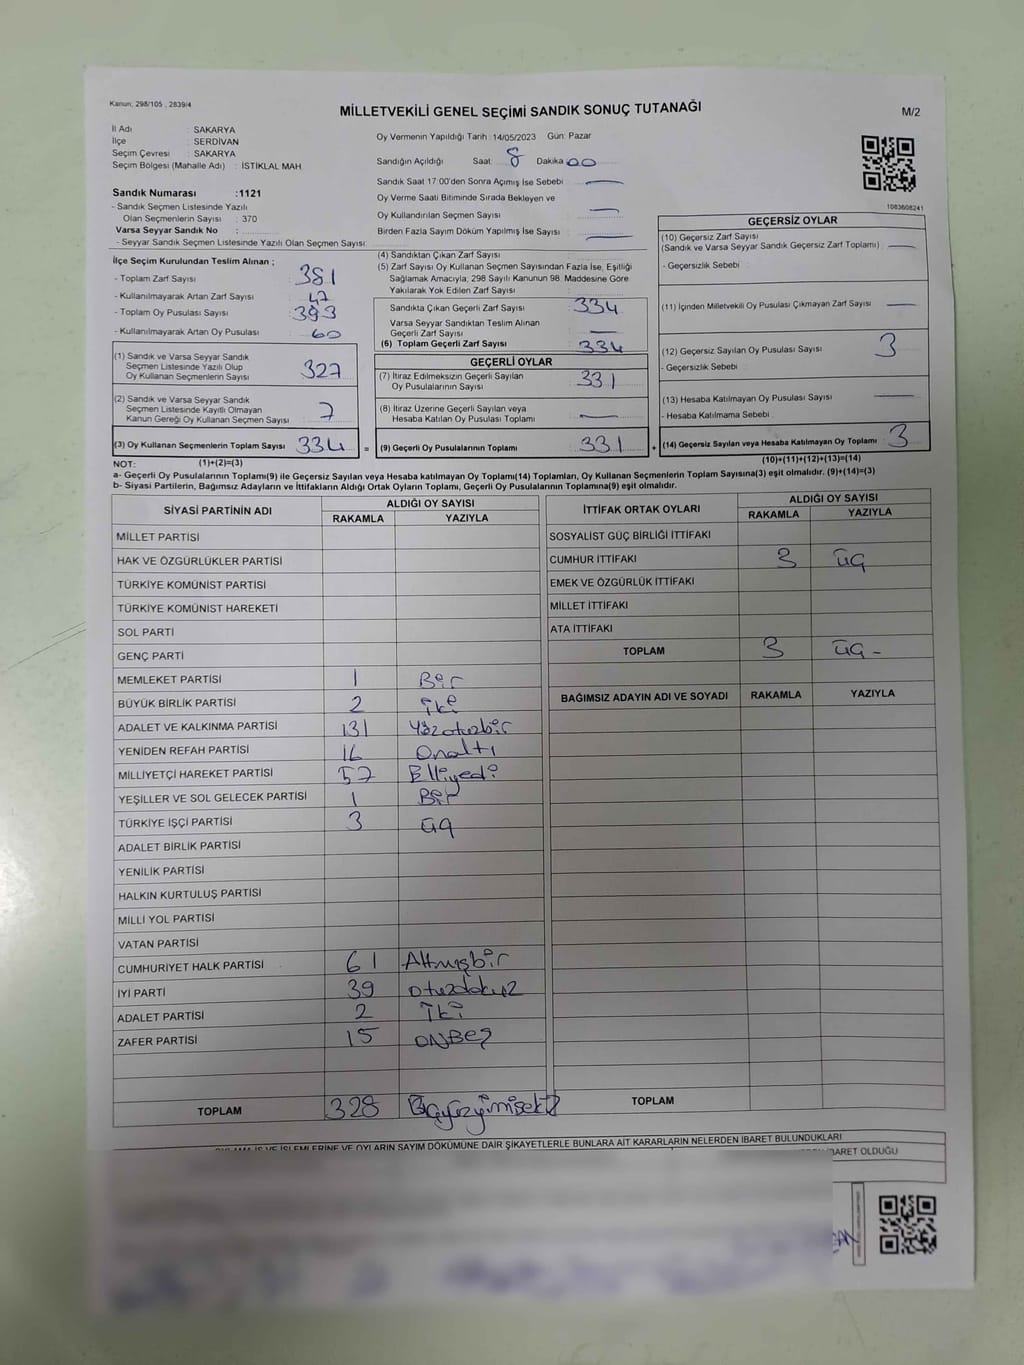 Kanun; 298/105 , 2839/4
MİLLETVEKİLİ GENEL SEÇİMİ SANDIK SONUÇ TUTANAĞI
M/2
İl Adı : SAKARYA
İlçe : SERDİVAN
Seçim Çevresi : SAKARYA
Seçim Bölgesi (Mahalle Adı) : İSTİKLAL MAH.
Sandık Numarası :1121
- Sandık Seçmen Listesinde Yazılı
Olan Seçmenlerin Sayısı : 370
Varsa Seyyar Sandık No :
- Seyyar Sandık Seçmen Listesinde Yazılı Olan Seçmen Sayısı:
Oy Vermenin Yapıldığı Tarih : 14/05/2023 Gün: Pazar
Sandığın Açıldığı Saat: 8 Dakika 00
Sandık Saat 17:00'den Sonra Açımış İse Sebebi : —
Oy Verme Saati Bitiminde Sırada Bekleyen ve
Oy Kullandırılan Seçmen Sayısı : —
Birden Fazla Sayım Döküm Yapılmış İse Sayısı : —
1083608241
İlçe Seçim Kurulundan Teslim Alınan ;
- Toplam Zarf Sayısı : 381
- Kullanılmayarak Artan Zarf Sayısı : 47
- Toplam Oy Pusulası Sayısı : 393
- Kullanılmayarak Artan Oy Pusulası : 60
(1) Sandık ve Varsa Seyyar Sandık
Seçmen Listesinde Yazılı Olup
Oy Kullanan Seçmenlerin Sayısı : 327
(2) Sandık ve Varsa Seyyar Sandık
Seçmen Listesinde Kayıtlı Olmayan
Kanun Gereği Oy Kullanan Seçmen Sayısı : 7
(3) Oy Kullanan Seçmenlerin Toplam Sayısı : 334 =
(4) Sandıktan Çıkan Zarf Sayısı :
(5) Zarf Sayısı Oy Kullanan Seçmen Sayısından Fazla İse, Eşitliği
Sağlamak Amacıyla, 298 Sayılı Kanunun 98. Maddesine Göre
Yakılarak Yok Edilen Zarf Sayısı :
Sandıkta Çıkan Geçerli Zarf Sayısı : 334
Varsa Seyyar Sandıktan Teslim Alınan
Geçerli Zarf Sayısı : —
(6) Toplam Geçerli Zarf Sayısı : 334
GEÇERLİ OYLAR
(7) İtiraz Edilmeksizin Geçerli Sayılan
Oy Pusulalarının Sayısı : 331
(8) İtiraz Üzerine Geçerli Sayılan veya
Hesaba Katılan Oy Pusulası Toplamı : —
(9) Geçerli Oy Pusulalarının Toplamı : 331 +
GEÇERSİZ OYLAR
(10) Geçersiz Zarf Sayısı
(Sandık ve Varsa Seyyar Sandık Geçersiz Zarf Toplamı) : —
- Geçersizlik Sebebi :
(11) İçinden Milletvekili Oy Pusulası Çıkmayan Zarf Sayısı : —
(12) Geçersiz Sayılan Oy Pusulası Sayısı : 3
- Geçersizlik Sebebi :
(13) Hesaba Katılmayan Oy Pusulası Sayısı : —
- Hesaba Katılmama Sebebi :
(14) Geçersiz Sayılan veya Hesaba Katılmayan Oy Toplamı : 3
NOT: (1)+(2)=(3)
(10)+(11)+(12)+(13)=(14)
a- Geçerli Oy Pusulalarının Toplamı(9) ile Geçersiz Sayılan veya Hesaba katılmayan Oy Toplamı(14) Toplamları, Oy Kullanan Seçmenlerin Toplam Sayısına(3) eşit olmalıdır. (9)+(14)=(3)
b- Siyasi Partilerin, Bağımsız Adayların ve İttifakların Aldığı Ortak Oyların Toplamı, Geçerli Oy Pusulalarının Toplamına(9) eşit olmalıdır.
SİYASİ PARTİNİN ADI
ALDIĞI OY SAYISI
RAKAMLA YAZIYLA
MİLLET PARTİSİ
HAK VE ÖZGÜRLÜKLER PARTİSİ
TÜRKİYE KOMÜNİST PARTİSİ
TÜRKİYE KOMÜNİST HAREKETİ
SOL PARTİ
GENÇ PARTİ
MEMLEKET PARTİSİ 1 Bir
BÜYÜK BİRLİK PARTİSİ 2 iki
ADALET VE KALKINMA PARTİSİ 131 Yüzotuzbir
YENİDEN REFAH PARTİSİ 16 Onaltı
MİLLİYETÇİ HAREKET PARTİSİ 57 Elliyedi
YEŞİLLER VE SOL GELECEK PARTİSİ 1 Bir
TÜRKİYE İŞÇİ PARTİSİ 3 üç
ADALET BİRLİK PARTİSİ
YENİLİK PARTİSİ
HALKIN KURTULUŞ PARTİSİ
MİLLİ YOL PARTİSİ
VATAN PARTİSİ
CUMHURİYET HALK PARTİSİ 61 Altmışbir
İYİ PARTİ 39 otuzdokuz
ADALET PARTİSİ 2 iki
ZAFER PARTİSİ 15 ONBEŞ
TOPLAM 328 Üçyüzyirmisekiz
İTTİFAK ORTAK OYLARI
ALDIĞI OY SAYISI
RAKAMLA YAZIYLA
SOSYALİST GÜÇ BİRLİĞİ İTTİFAKI
CUMHUR İTTİFAKI 3 üç
EMEK VE ÖZGÜRLÜK İTTİFAKI
MİLLET İTTİFAKI
ATA İTTİFAKI
TOPLAM 3 üç -
BAĞIMSIZ ADAYIN ADI VE SOYADI RAKAMLA YAZIYLA
TOPLAM
İŞLEMLERİNE VE OYLARIN SAYIM DÖKÜMÜNE DAİR ŞİKAYETLERLE BUNLARA AİT KARARLARIN NELERDEN İBARET BULUNDUKLARI
İBARET OLDUĞU